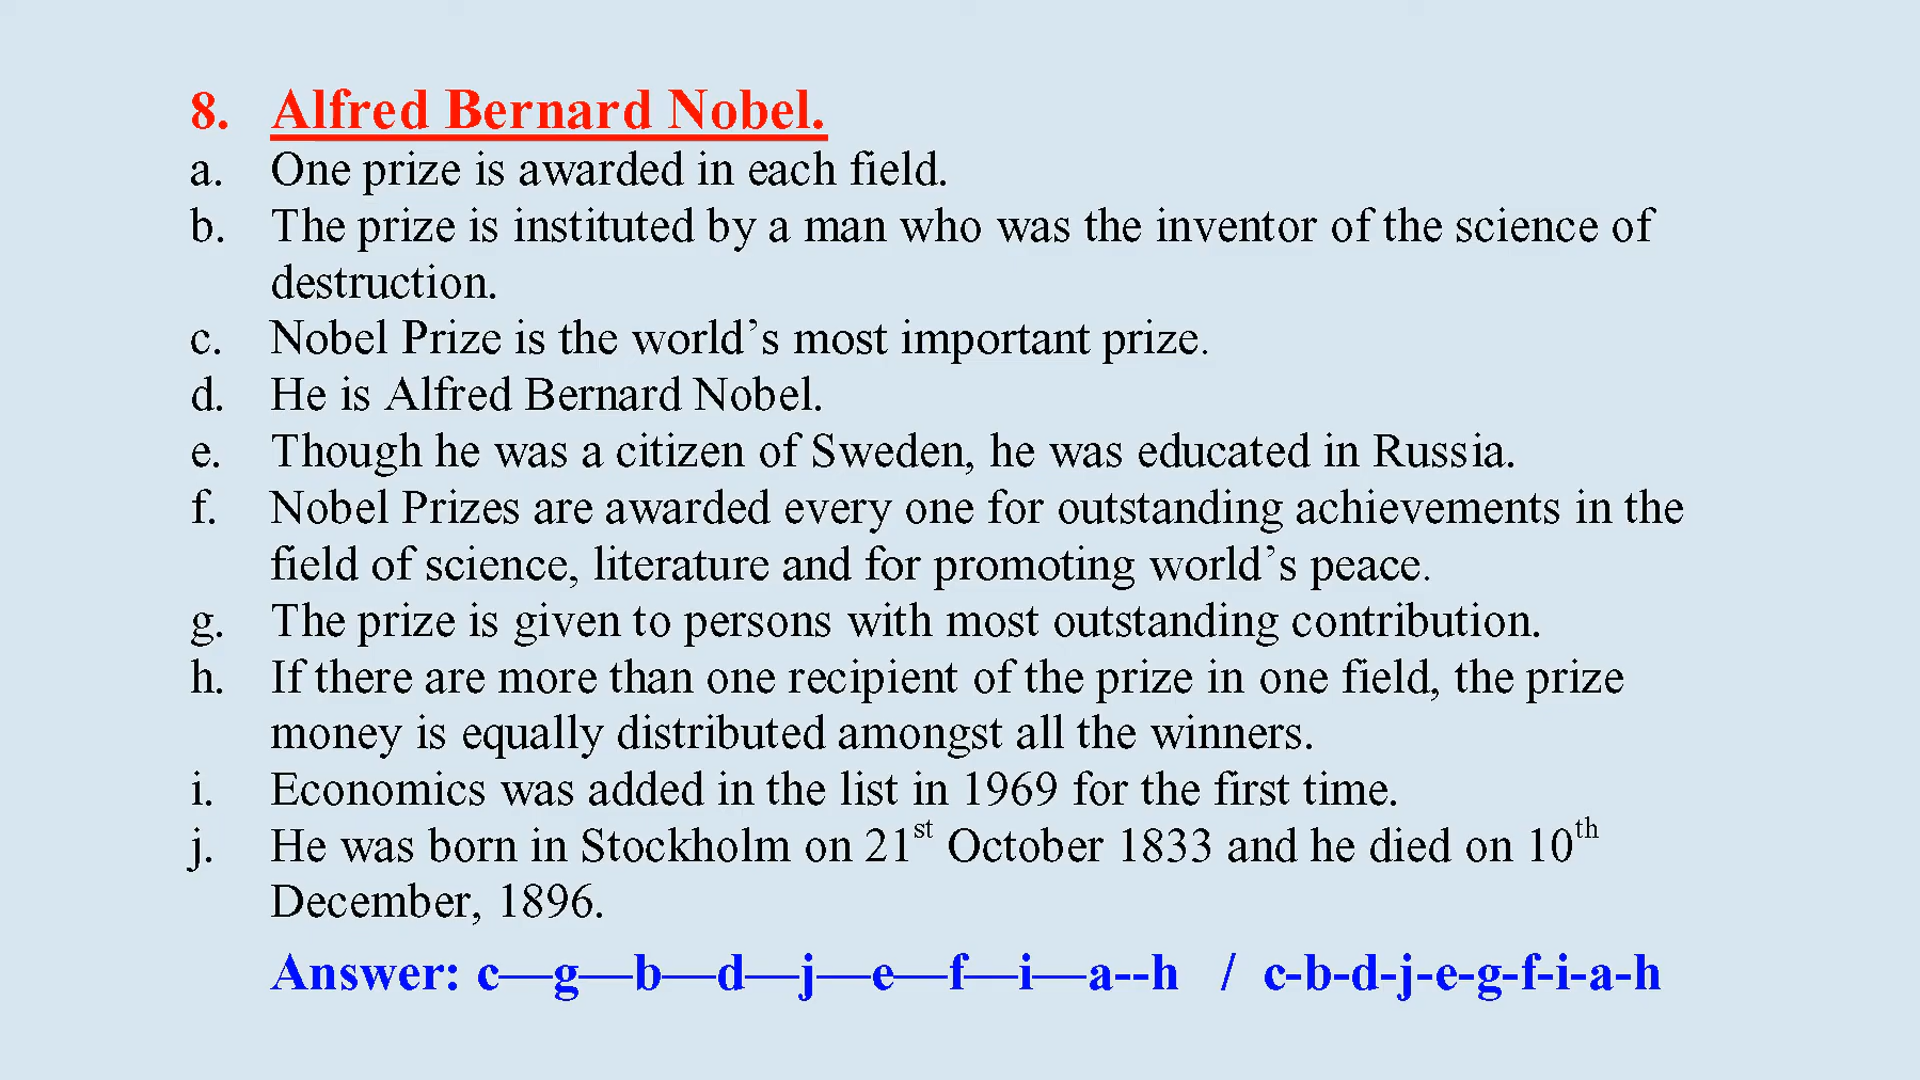 8. Alfred Bernard Nobel.
a. One prize is awarded in each field.
b. The prize is instituted by a man who was the inventor of the science of
destruction.
c. Nobel Prize is the world’s most important prize.
d. He is Alfred Bernard Nobel.
e. Though he was a citizen of Sweden, he was educated in Russia.
f. Nobel Prizes are awarded every one for outstanding achievements in the
field of science, literature and for promoting world’s peace.
g. The prize is given to persons with most outstanding contribution.
h. If there are more than one recipient of the prize in one field, the prize
money is equally distributed amongst all the winners.
i. Economics was added in the list in 1969 for the first time.
j. He was born in Stockholm on 21st October 1833 and he died on 10th
December, 1896.
Answer: c—g—b—d—j—e—f—i—a--h / c-b-d-j-e-g-f-i-a-h